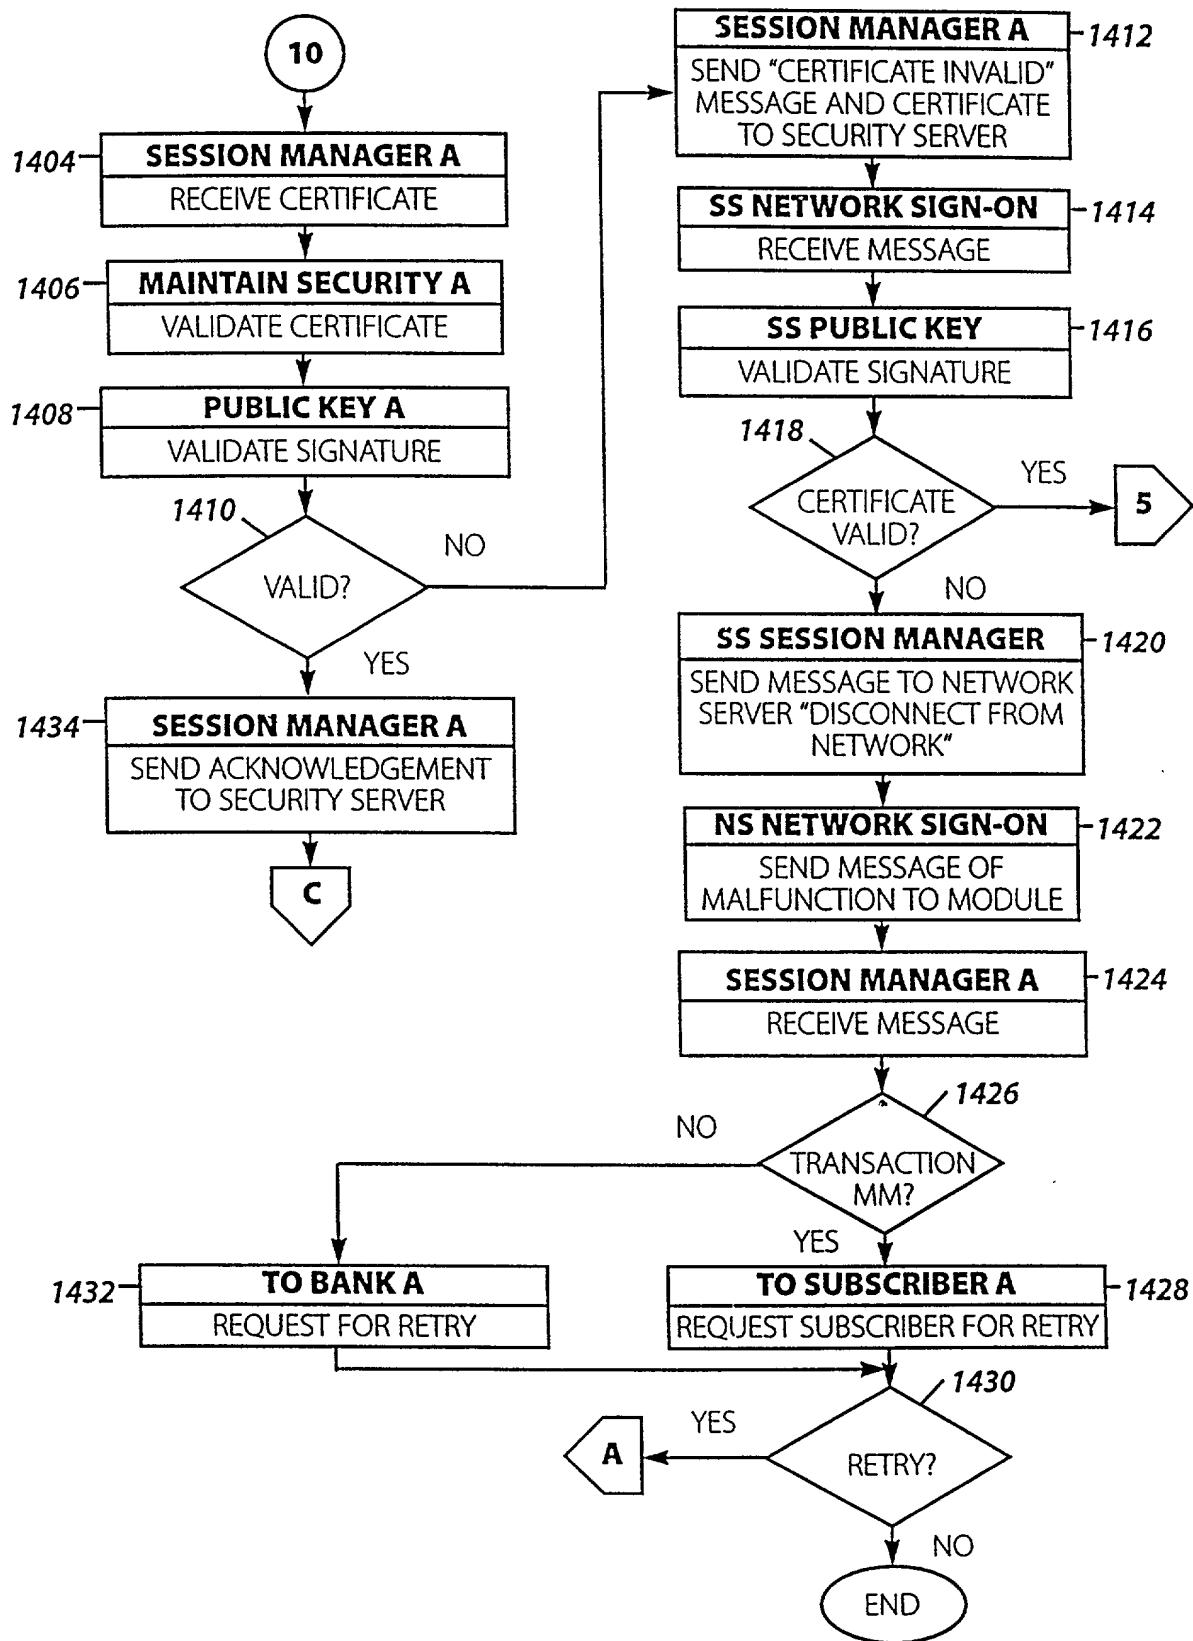 10
1404
SESSION MANAGER A
RECEIVE CERTIFICATE
1406
MAINTAIN SECURITY A
VALIDATE CERTIFICATE
1408
PUBLIC KEY A
VALIDATE SIGNATURE
1410
VALID?
NO
YES
1434
SESSION MANAGER A
SEND ACKNOWLEDGEMENT
TO SECURITY SERVER
C
SESSION MANAGER A
1412
SEND "CERTIFICATE INVALID"
MESSAGE AND CERTIFICATE
TO SECURITY SERVER
SS NETWORK SIGN-ON
1414
RECEIVE MESSAGE
SS PUBLIC KEY
1416
VALIDATE SIGNATURE
1418
CERTIFICATE
VALID?
YES
5
NO
SS SESSION MANAGER
1420
SEND MESSAGE TO NETWORK
SERVER "DISCONNECT FROM
NETWORK"
NS NETWORK SIGN-ON
1422
SEND MESSAGE OF
MALFUNCTION TO MODULE
SESSION MANAGER A
1424
RECEIVE MESSAGE
1426
TRANSACTION
MM?
NO
YES
1432
TO BANK A
REQUEST FOR RETRY
TO SUBSCRIBER A
1428
REQUEST SUBSCRIBER FOR RETRY
1430
RETRY?
YES
A
NO
END